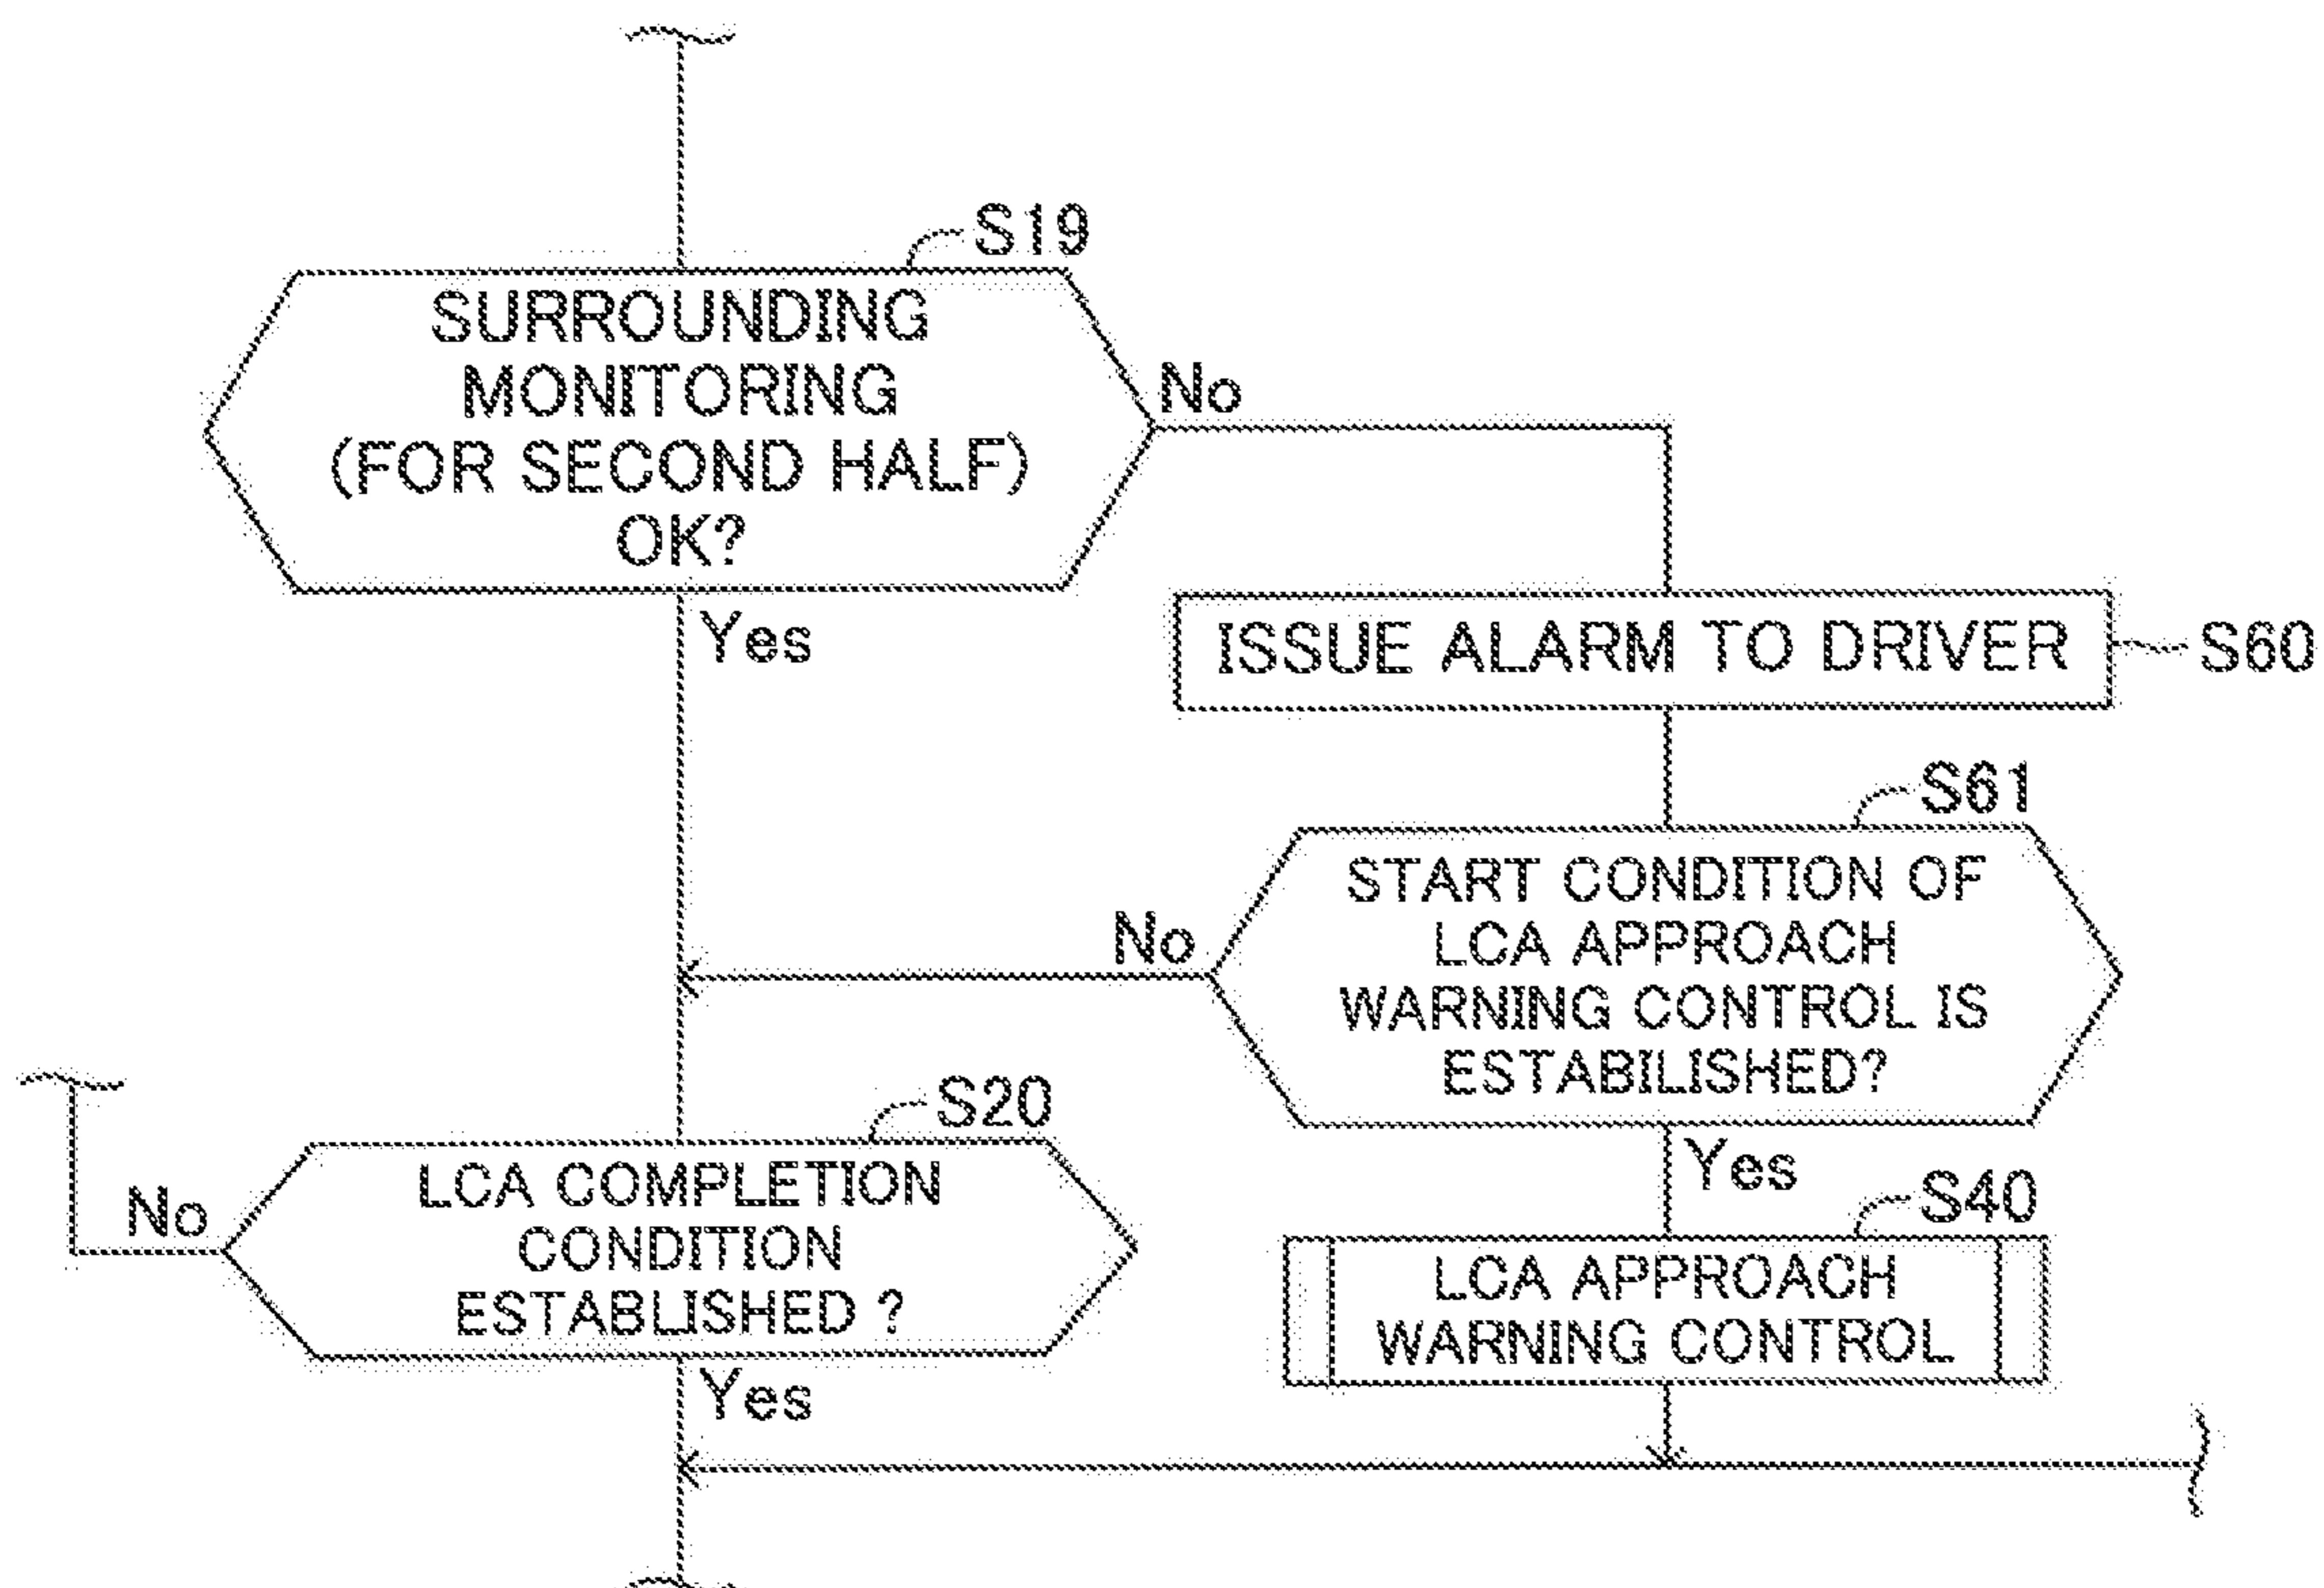 S19
SURROUNDING
MONITORING
(FOR SECOND HALF)
OK?
No
Yes
ISSUE ALARM TO DRIVER
S60
S61
START CONDITION OF
LCA APPROACH
WARNING CONTROL IS
ESTABILISHED?
No
Yes
S20
LCA COMPLETION
CONDITION
ESTABLISHED ?
No
Yes
S40
LCA APPROACH
WARNING CONTROL